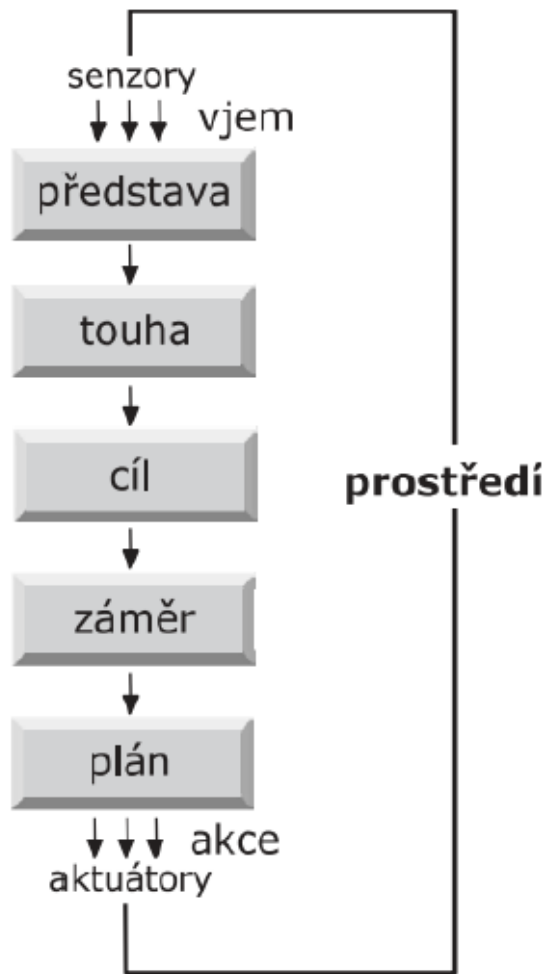 senzory
vjem
představa
touha
cíl
prostředí
záměr
plán
akce
aktuátory